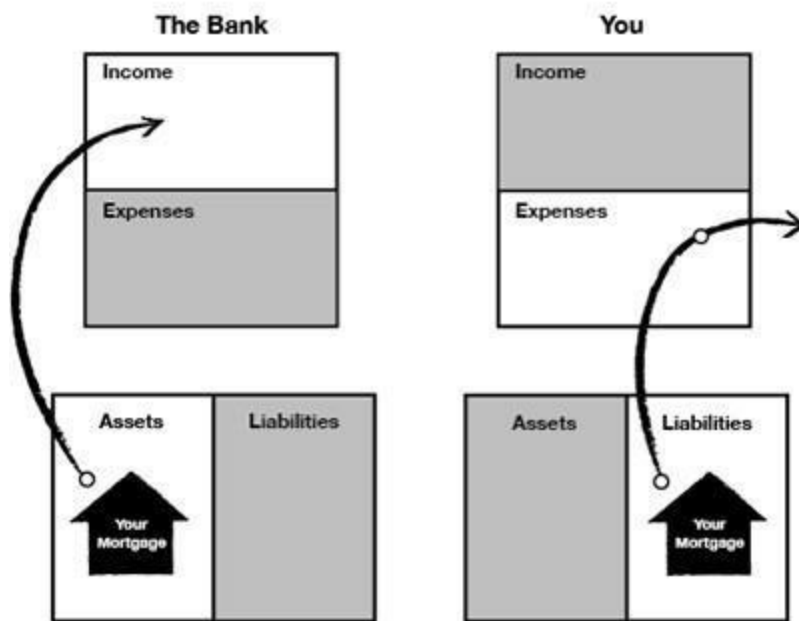 The Bank
Income
Expenses
Assets
Liabilities
Your
Mortgage
You
Income
Expenses
Assets
Liabilities
Your
Mortgage